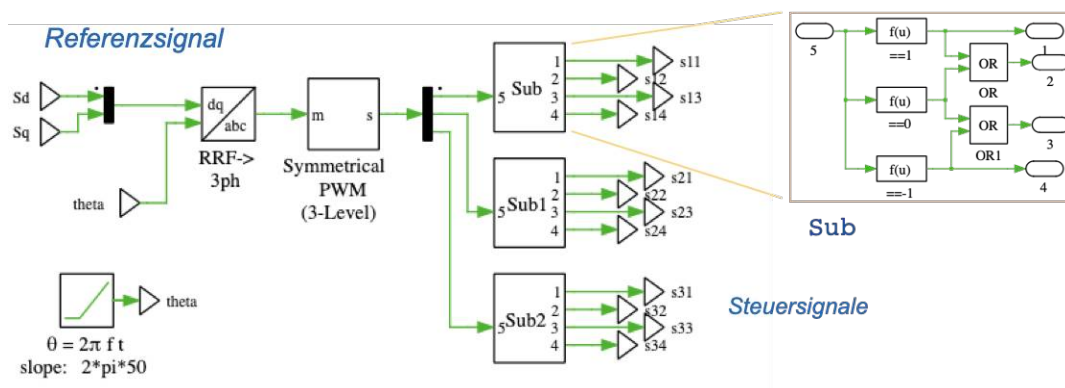 Referenzsignal
Sd
Sq
dq
abc
RRF->
3ph
theta
m
s
Symmetrical
PWM
(3-Level)
5
Sub
1
2
3
4
s11
s12
s13
s14
5
Sub1
1
2
3
4
s21
s22
s23
s24
5
Sub2
1
2
3
4
s31
s32
s33
s34
theta
θ = 2π f t
slope: 2*pi*50
Steuersignale
5
f(u)
==1
f(u)
==0
f(u)
==-1
OR
OR
OR
OR1
1
2
3
4
Sub